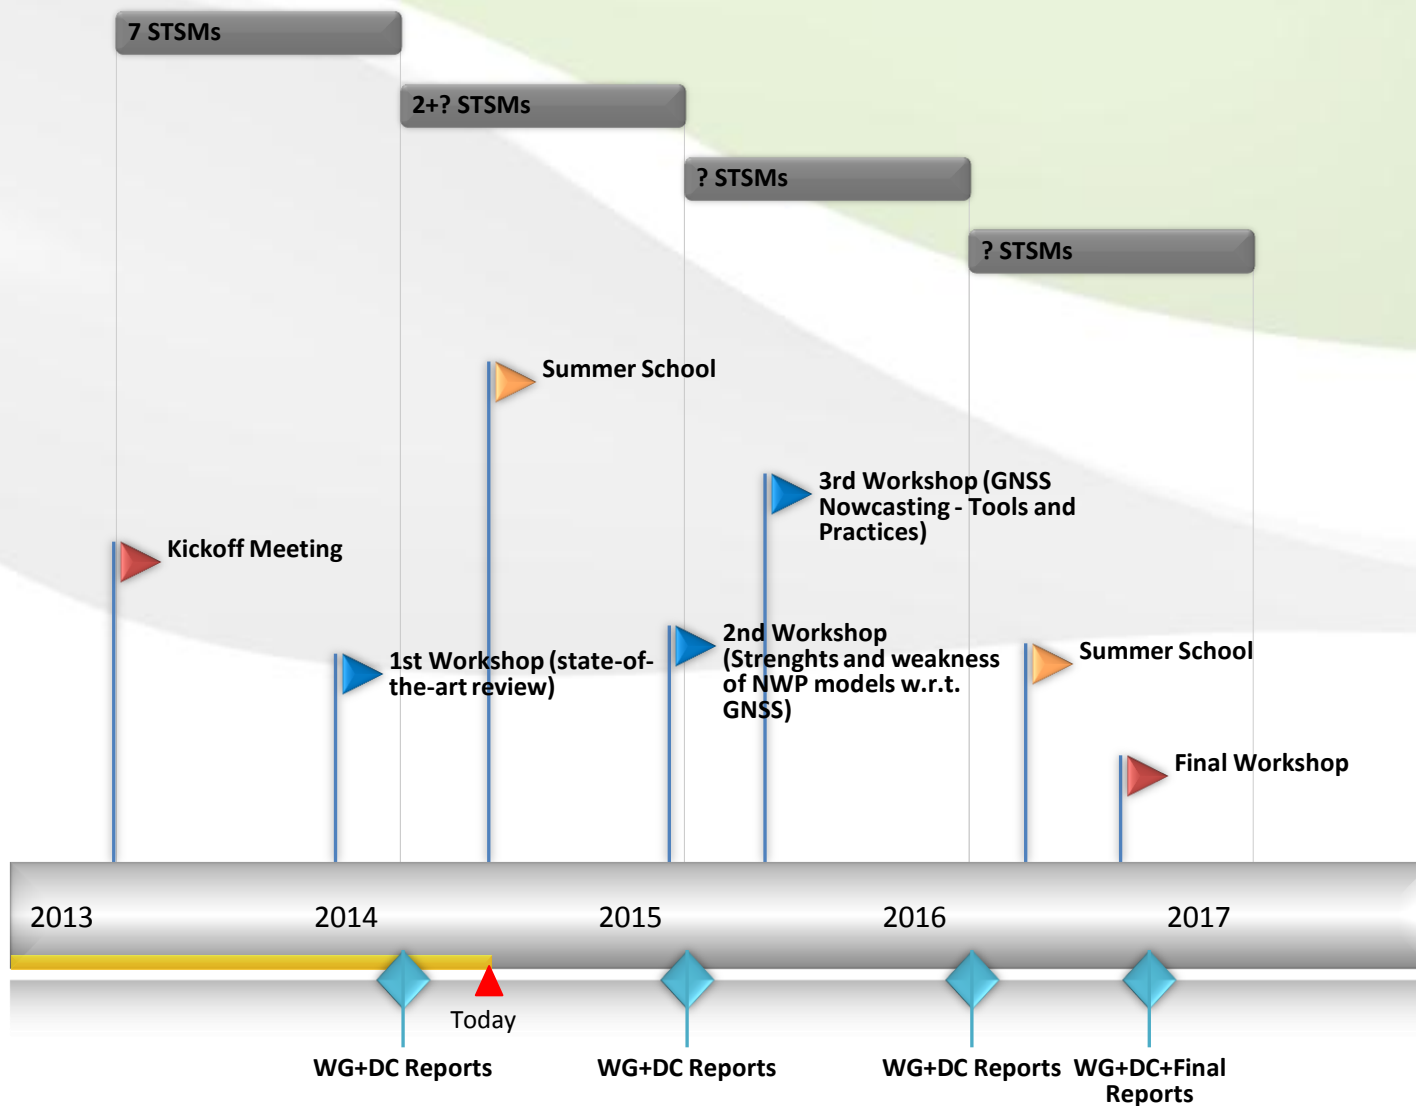 7 STSMs
2+? STSMs
? STSMs
? STSMs
Summer School
3rd Workshop (GNSS
Nowcasting - Tools and
Practices)
Kickoff Meeting
2nd Workshop
(Strenghts and weakness
of NWP models w.r.t.
GNSS)
1st Workshop (state-of-
the-art review)
Summer School
Final Workshop
2013
2014
2015
2016
2017
Today
WG+DC Reports
WG+DC Reports
WG+DC Reports
WG+DC+Final
Reports